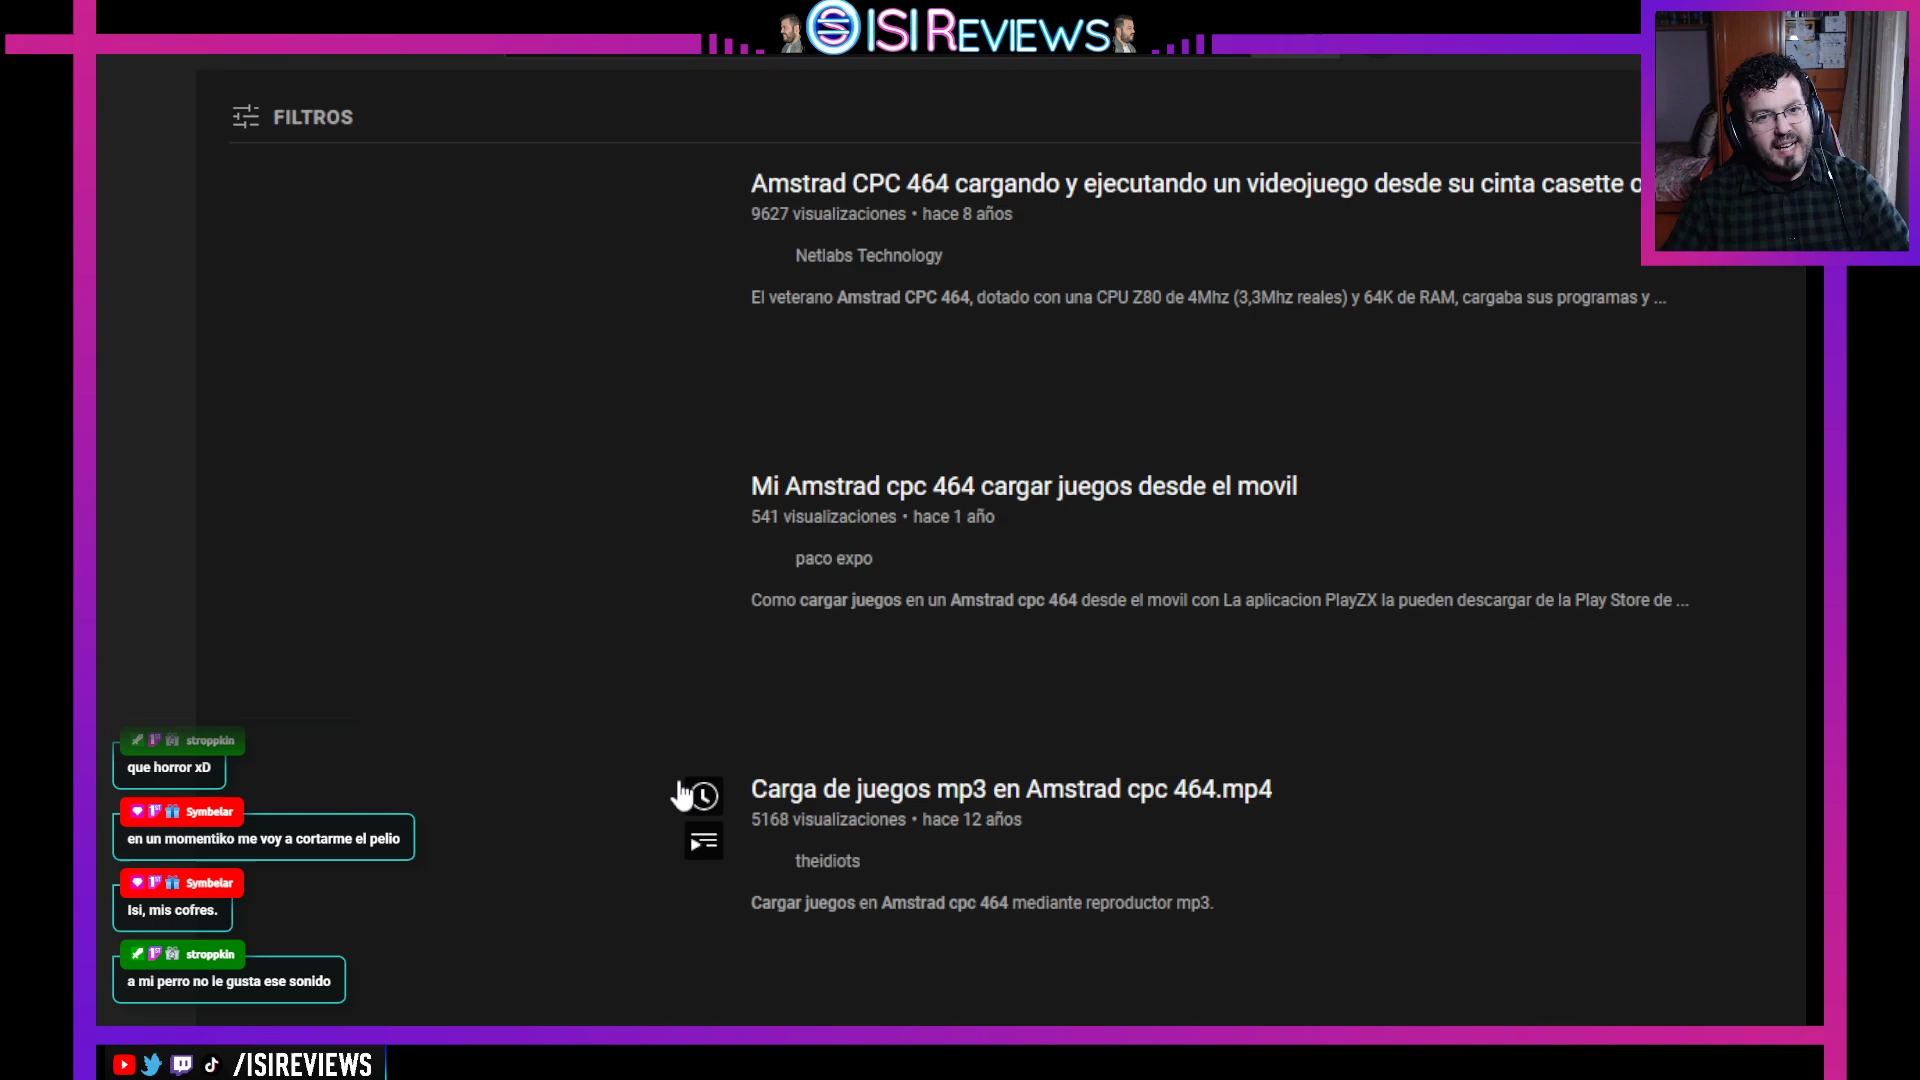 ISI REVIEWS
FILTROS
Amstrad CPC 464 cargando y ejecutando un videojuego desde su cinta casette o
9627 visualizaciones • hace 8 años
Netlabs Technology
El veterano Amstrad CPC 464, dotado con una CPU Z80 de 4Mhz (3,3Mhz reales) y 64K de RAM, cargaba sus programas y ...
Mi Amstrad cpc 464 cargar juegos desde el movil
541 visualizaciones • hace 1 año
paco expo
Como cargar juegos en un Amstrad cpc 464 desde el movil con La aplicacion PlayZX la pueden descargar de la Play Store de ...
Carga de juegos mp3 en Amstrad cpc 464.mp4
5168 visualizaciones • hace 12 años
theidiots
Cargar juegos en Amstrad cpc 464 mediante reproductor mp3.
stroppkin
que horror xD
Symbelar
en un momentiko me voy a cortarme el pelio
Symbelar
Isi, mis cofres.
stroppkin
a mi perro no le gusta ese sonido
/ISIREVIEWS